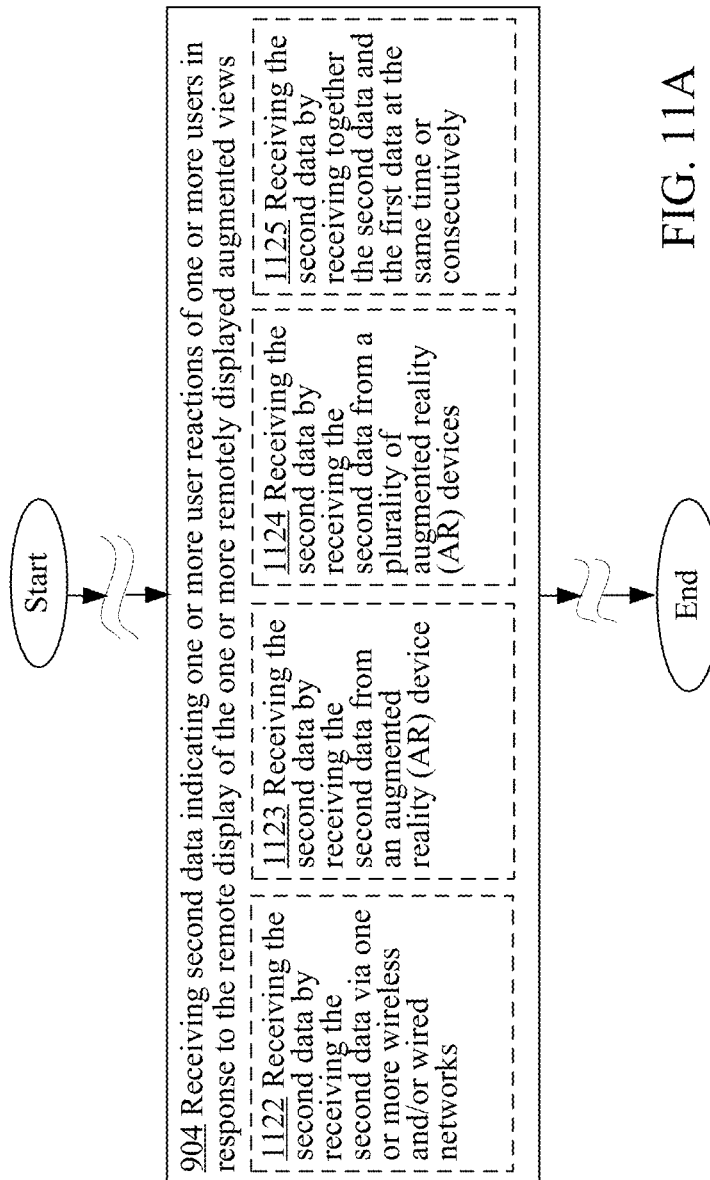 Start
904 Receiving second data indicating one or more user reactions of one or more users in
response to the remote display of the one or more remotely displayed augmented views
1122 Receiving the
second data by
receiving the
second data via one
or more wireless
and/or wired
networks
1123 Receiving the
second data by
receiving the
second data from
an augmented
reality (AR) device
1124 Receiving the
second data by
receiving the
second data from a
plurality of
augmented reality
(AR) devices
1125 Receiving the
second data by
receiving together
the second data and
the first data at the
same time or
consecutively
End
FIG. 11A